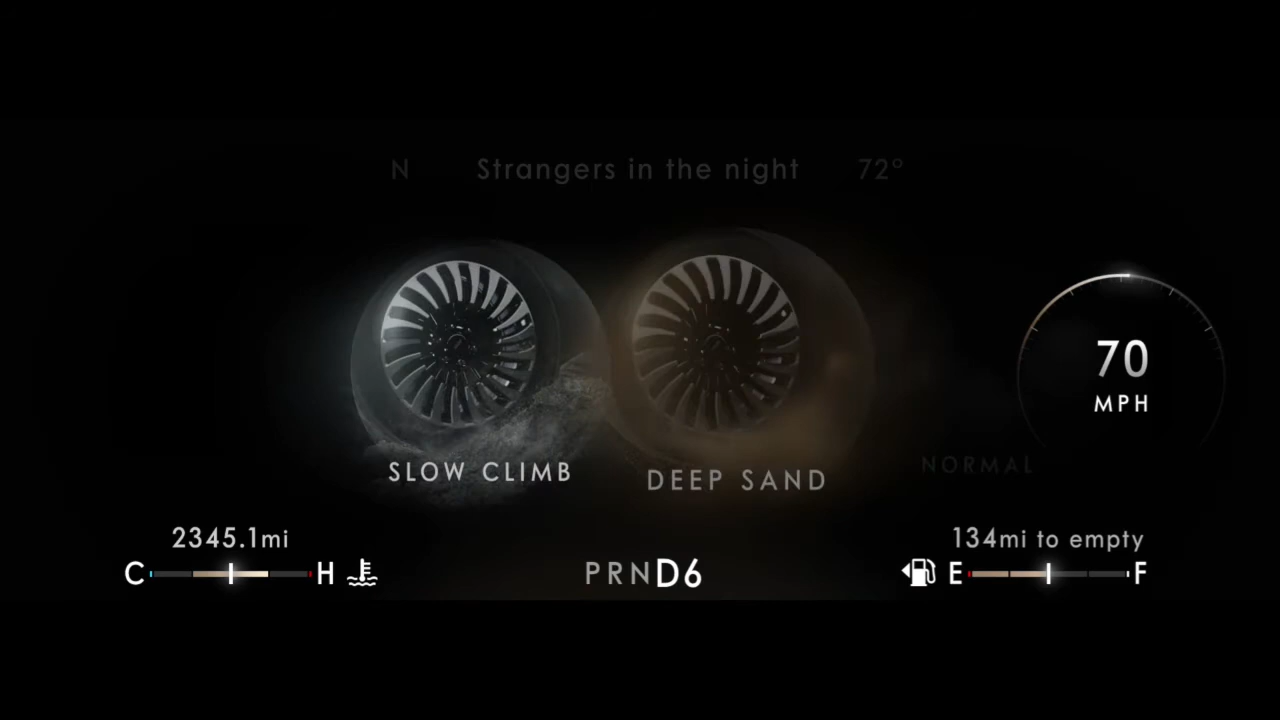 N Strangers in the night 72°
70
MPH
SLOW CLIMB
DEEP SAND
NORMAL
2345.1mi
134mi to empty
C H
PRND6
E F